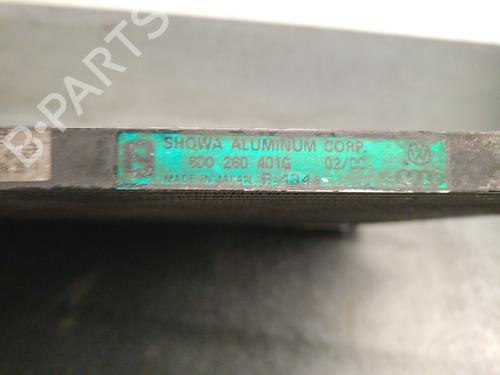 B-PARTS
SHOWA ALUMINUM CORP.
8D0 260 401G 02/00
MADE IN JAPAN R-134a